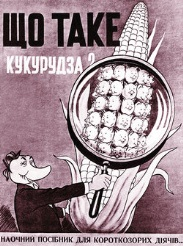 ЩО ТАКЕ
КУКУРУДЗА?
НАОЧНИЙ ПОСІБНИК ДЛЯ КОРОТКОЗОРИХ ДІЯЧІВ..